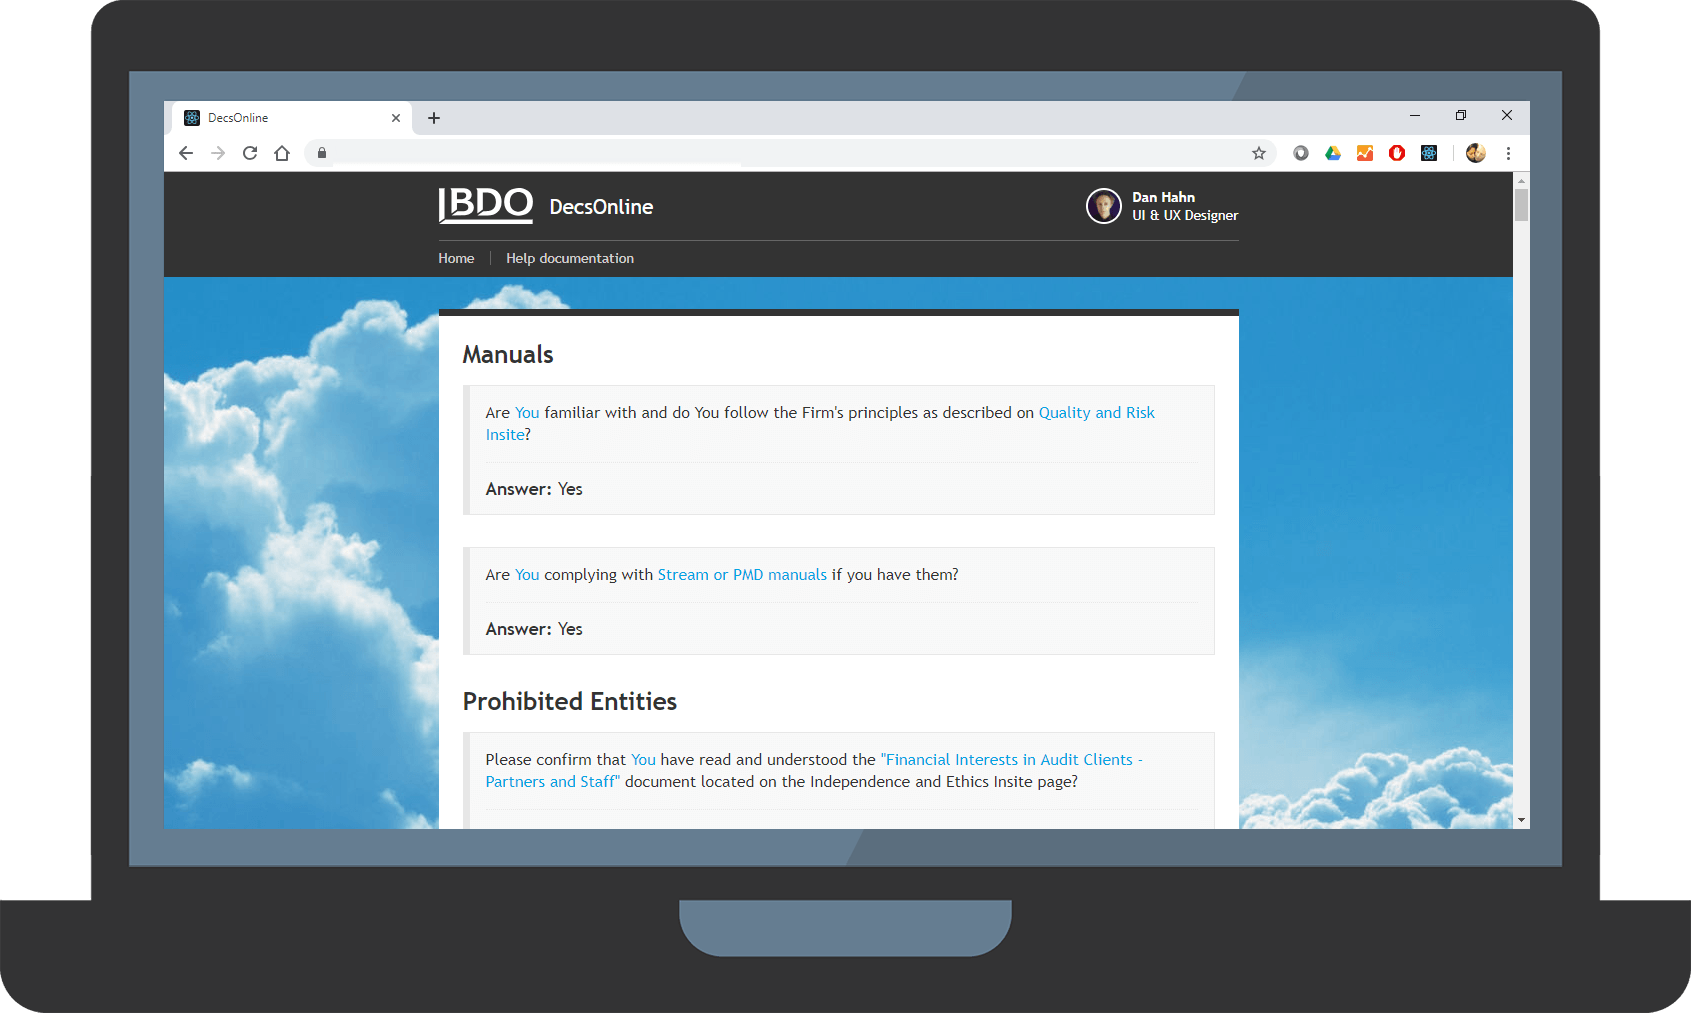 DecsOnline
BDO DecsOnline
Dan Hahn
UI & UX Designer
Home
Help documentation
Manuals
Are You familiar with and do You follow the Firm's principles as described on Quality and Risk
Insite?
Answer: Yes
Are You complying with Stream or PMD manuals if you have them?
Answer: Yes
Prohibited Entities
Please confirm that You have read and understood the "Financial Interests in Audit Clients -
Partners and Staff" document located on the Independence and Ethics Insite page?